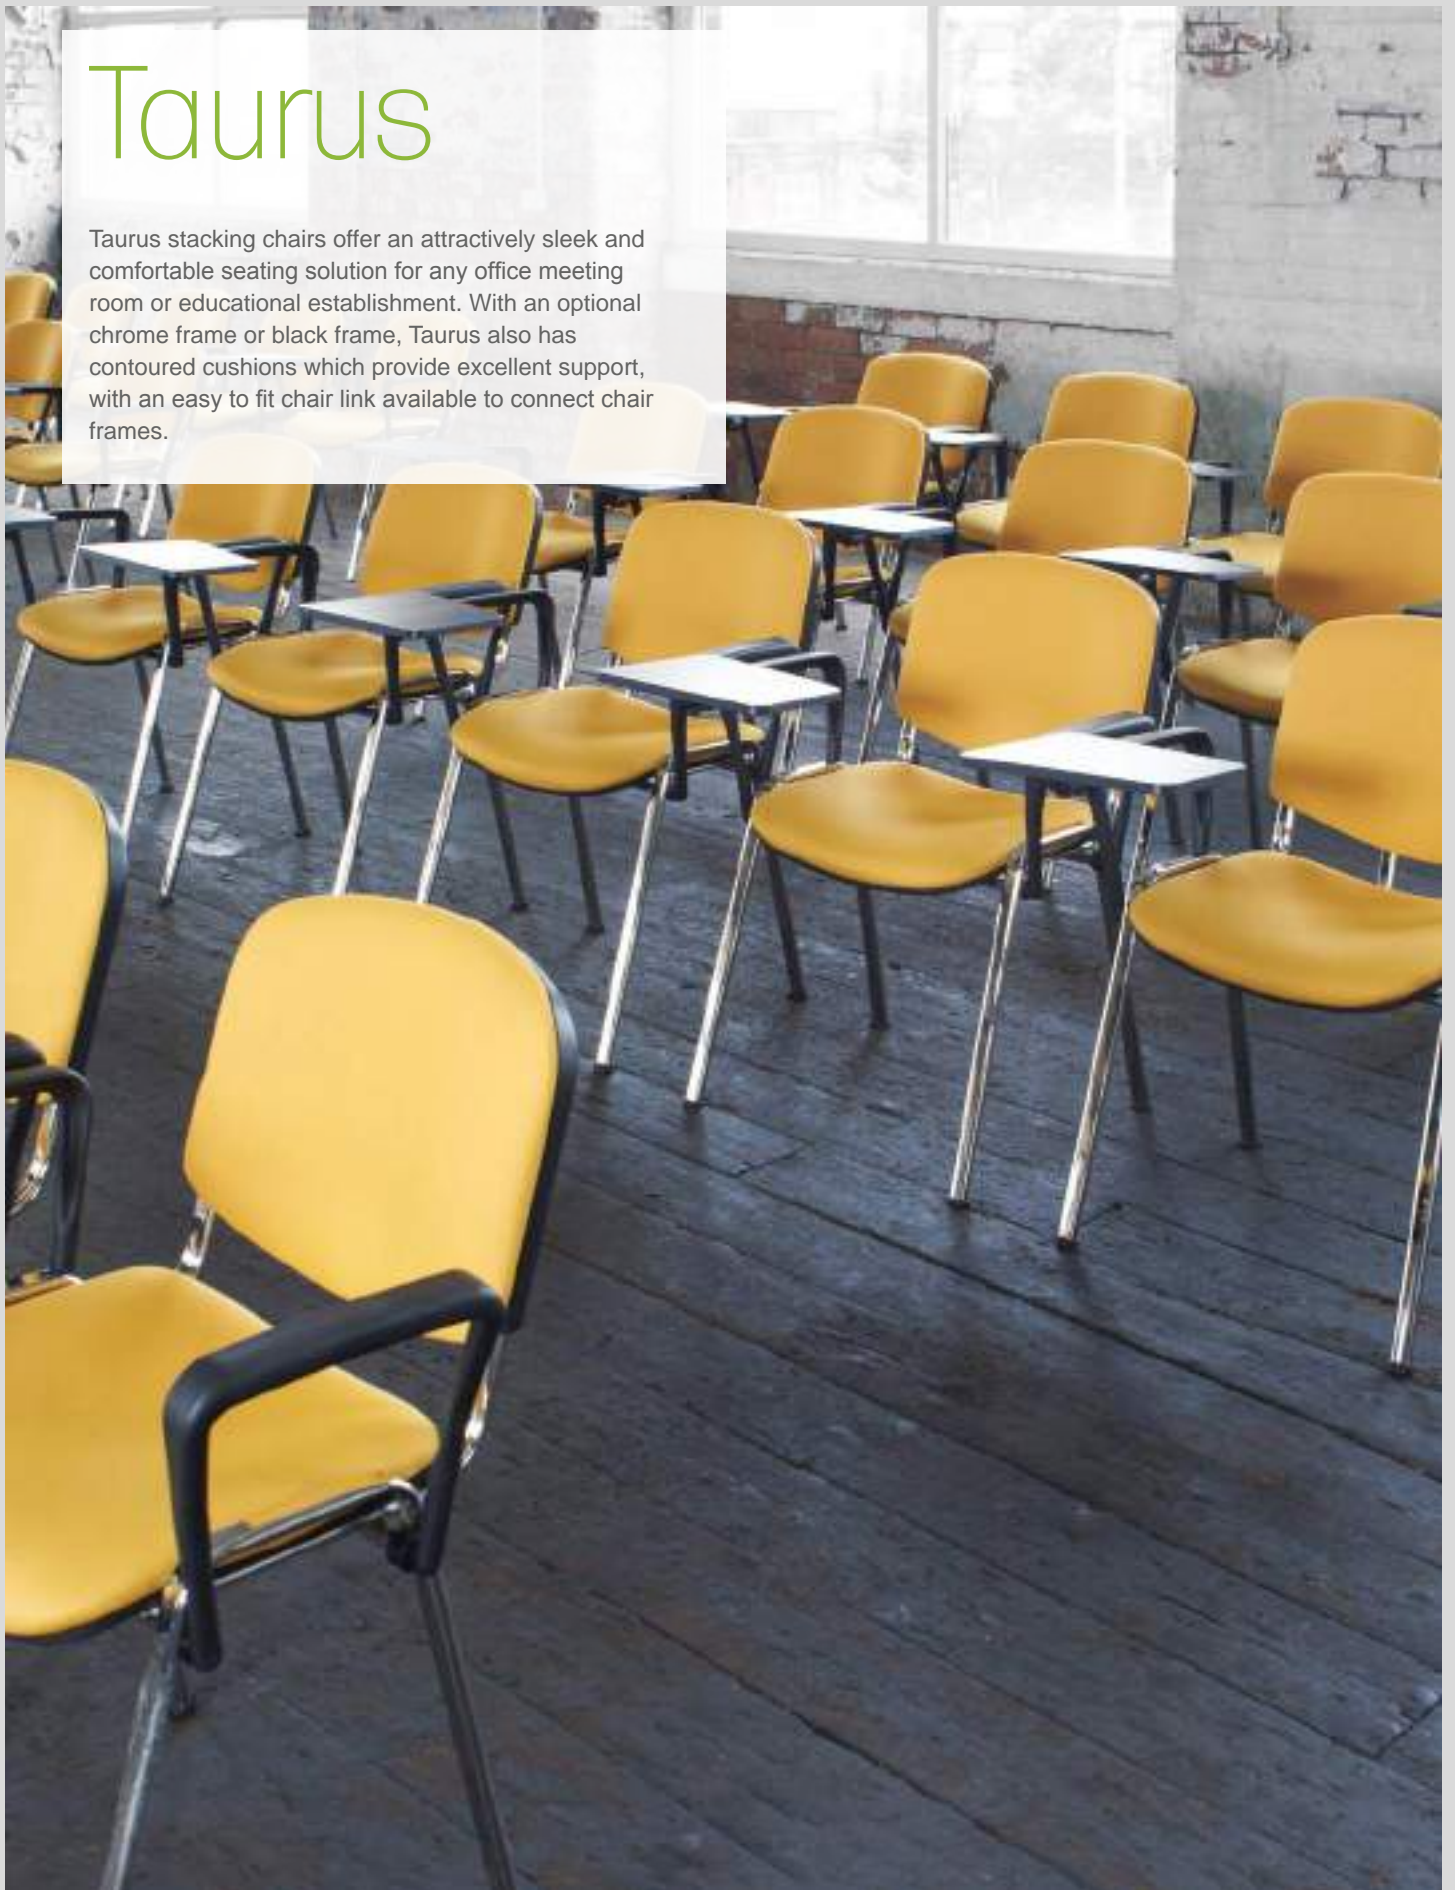 Taurus
Taurus stacking chairs offer an attractively sleek and
comfortable seating solution for any office meeting
room or educational establishment. With an optional
chrome frame or black frame, Taurus also has
contoured cushions which provide excellent support,
with an easy to fit chair link available to connect chair
frames.